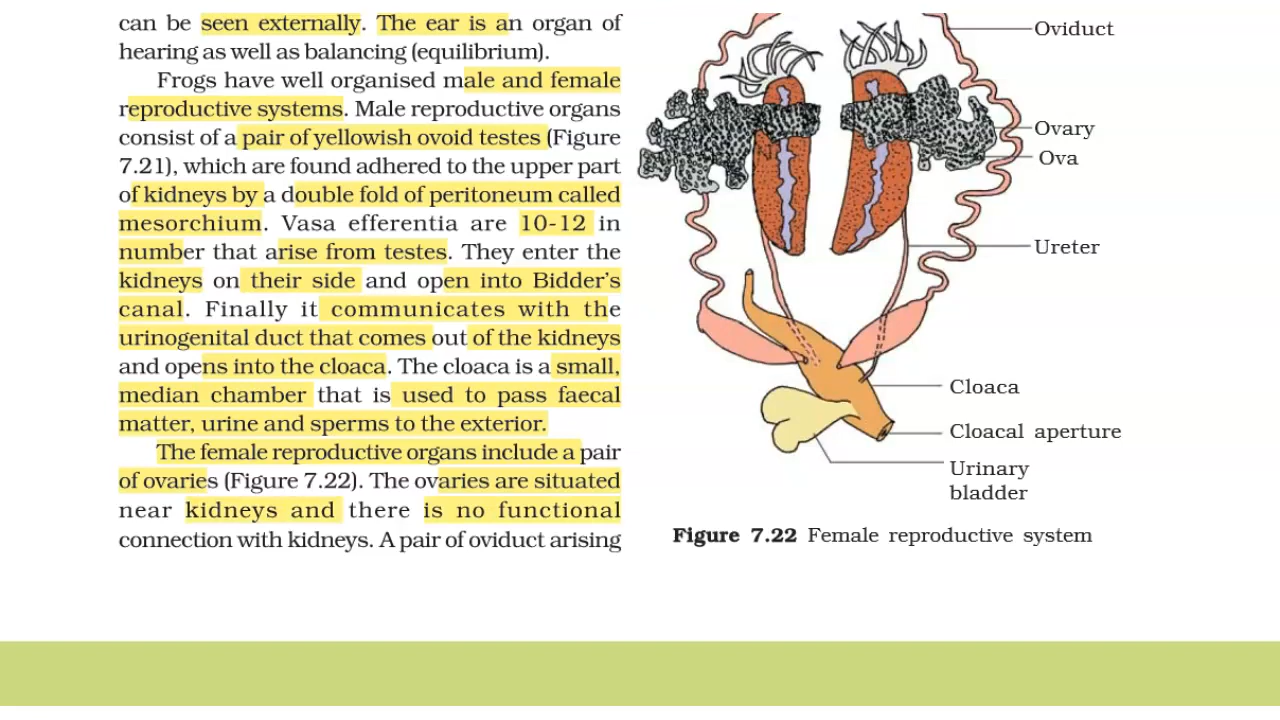 can be seen externally. The ear is an organ of
hearing as well as balancing (equilibrium).
Frogs have well organised male and female
reproductive systems. Male reproductive organs
consist of a pair of yellowish ovoid testes (Figure
7.21), which are found adhered to the upper part
of kidneys by a double fold of peritoneum called
mesorchium. Vasa efferentia are 10-12 in
number that arise from testes. They enter the
kidneys on their side and open into Bidder's
canal. Finally it communicates with the
urinogenital duct that comes out of the kidneys
and opens into the cloaca. The cloaca is a small,
median chamber that is used to pass faecal
matter, urine and sperms to the exterior.
The female reproductive organs include a pair
of ovaries (Figure 7.22). The ovaries are situated
near kidneys and there is no functional
connection with kidneys. A pair of oviduct arising
Oviduct
Ovary
Ova
Ureter
Cloaca
Cloacal aperture
Urinary
bladder
Figure 7.22 Female reproductive system